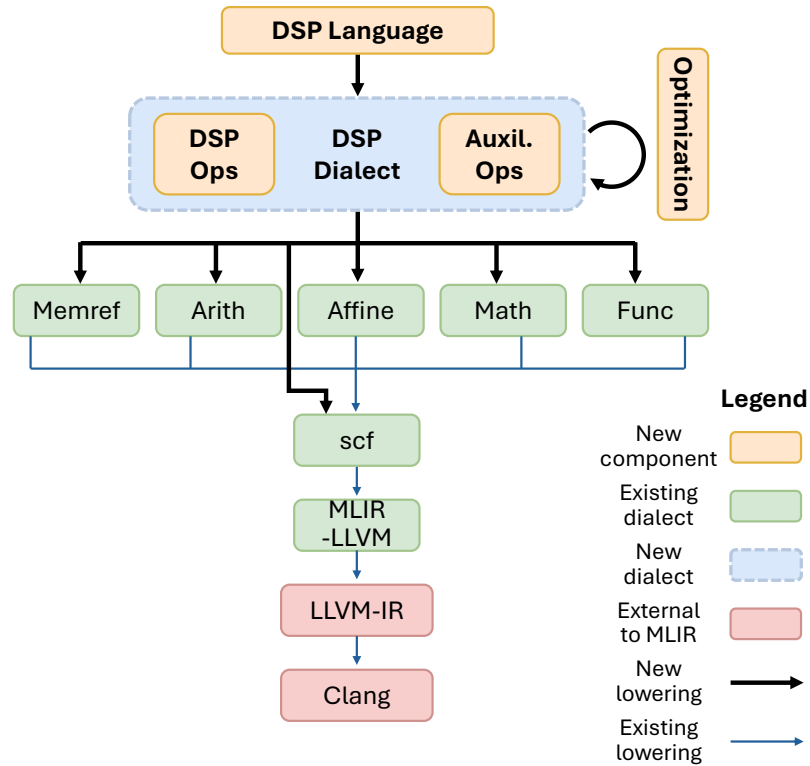 DSP Language
DSP
Ops
DSP
Dialect
Auxil.
Ops
Optimization
Memref
Arith
Affine
Math
Func
scf
MLIR
-LLVM
LLVM-IR
Clang
Legend
New
component
Existing
dialect
New
dialect
External
to MLIR
New
lowering
Existing
lowering